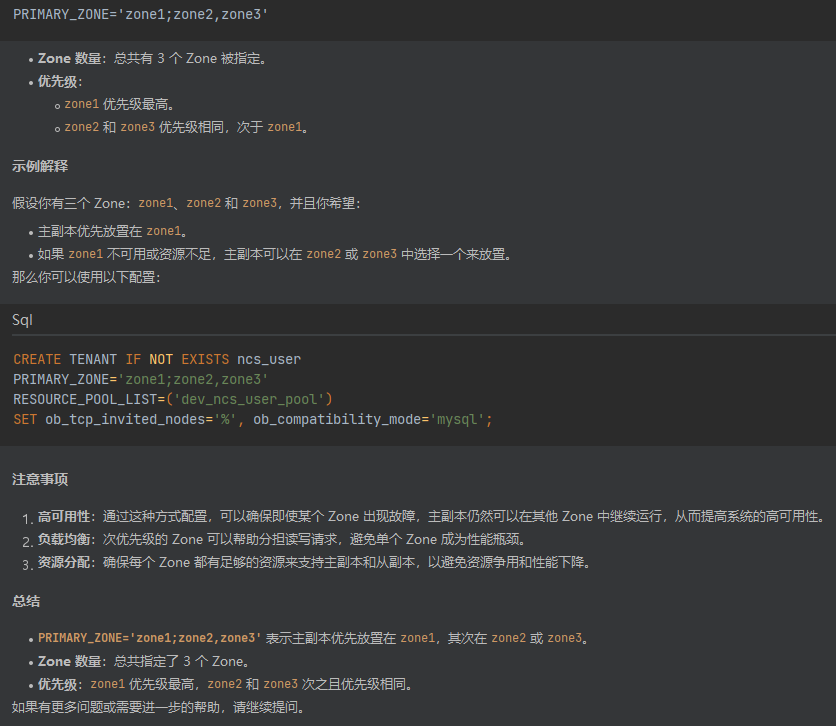 PRIMARY_ZONE='zone1;zone2,zone3'
• Zone 数量：总共有 3 个 Zone 被指定。
• 优先级：
○ zone1 优先级最高。
○ zone2 和 zone3 优先级相同，次于 zone1。
示例解释
假设你有三个 Zone：zone1、zone2 和 zone3，并且你希望：
• 主副本优先放置在 zone1。
• 如果 zone1 不可用或资源不足，主副本可以在 zone2 或 zone3 中选择一个来放置。
那么你可以使用以下配置：
Sql
CREATE TENANT IF NOT EXISTS ncs_user
PRIMARY_ZONE='zone1;zone2,zone3'
RESOURCE_POOL_LIST=('dev_ncs_user_pool')
SET ob_tcp_invited_nodes='%', ob_compatibility_mode='mysql';
注意事项
1. 高可用性：通过这种方式配置，可以确保即使某个 Zone 出现故障，主副本仍然可以在其他 Zone 中继续运行，从而提高系统的高可用性。
2. 负载均衡：次优先级的 Zone 可以帮助分担读写请求，避免单个 Zone 成为性能瓶颈。
3. 资源分配：确保每个 Zone 都有足够的资源来支持主副本和从副本，以避免资源争用和性能下降。
总结
• PRIMARY_ZONE='zone1;zone2,zone3' 表示主副本优先放置在 zone1，其次在 zone2 或 zone3。
• Zone 数量：总共指定了 3 个 Zone。
• 优先级：zone1 优先级最高，zone2 和 zone3 次之且优先级相同。
如果有更多问题或需要进一步的帮助，请继续提问。